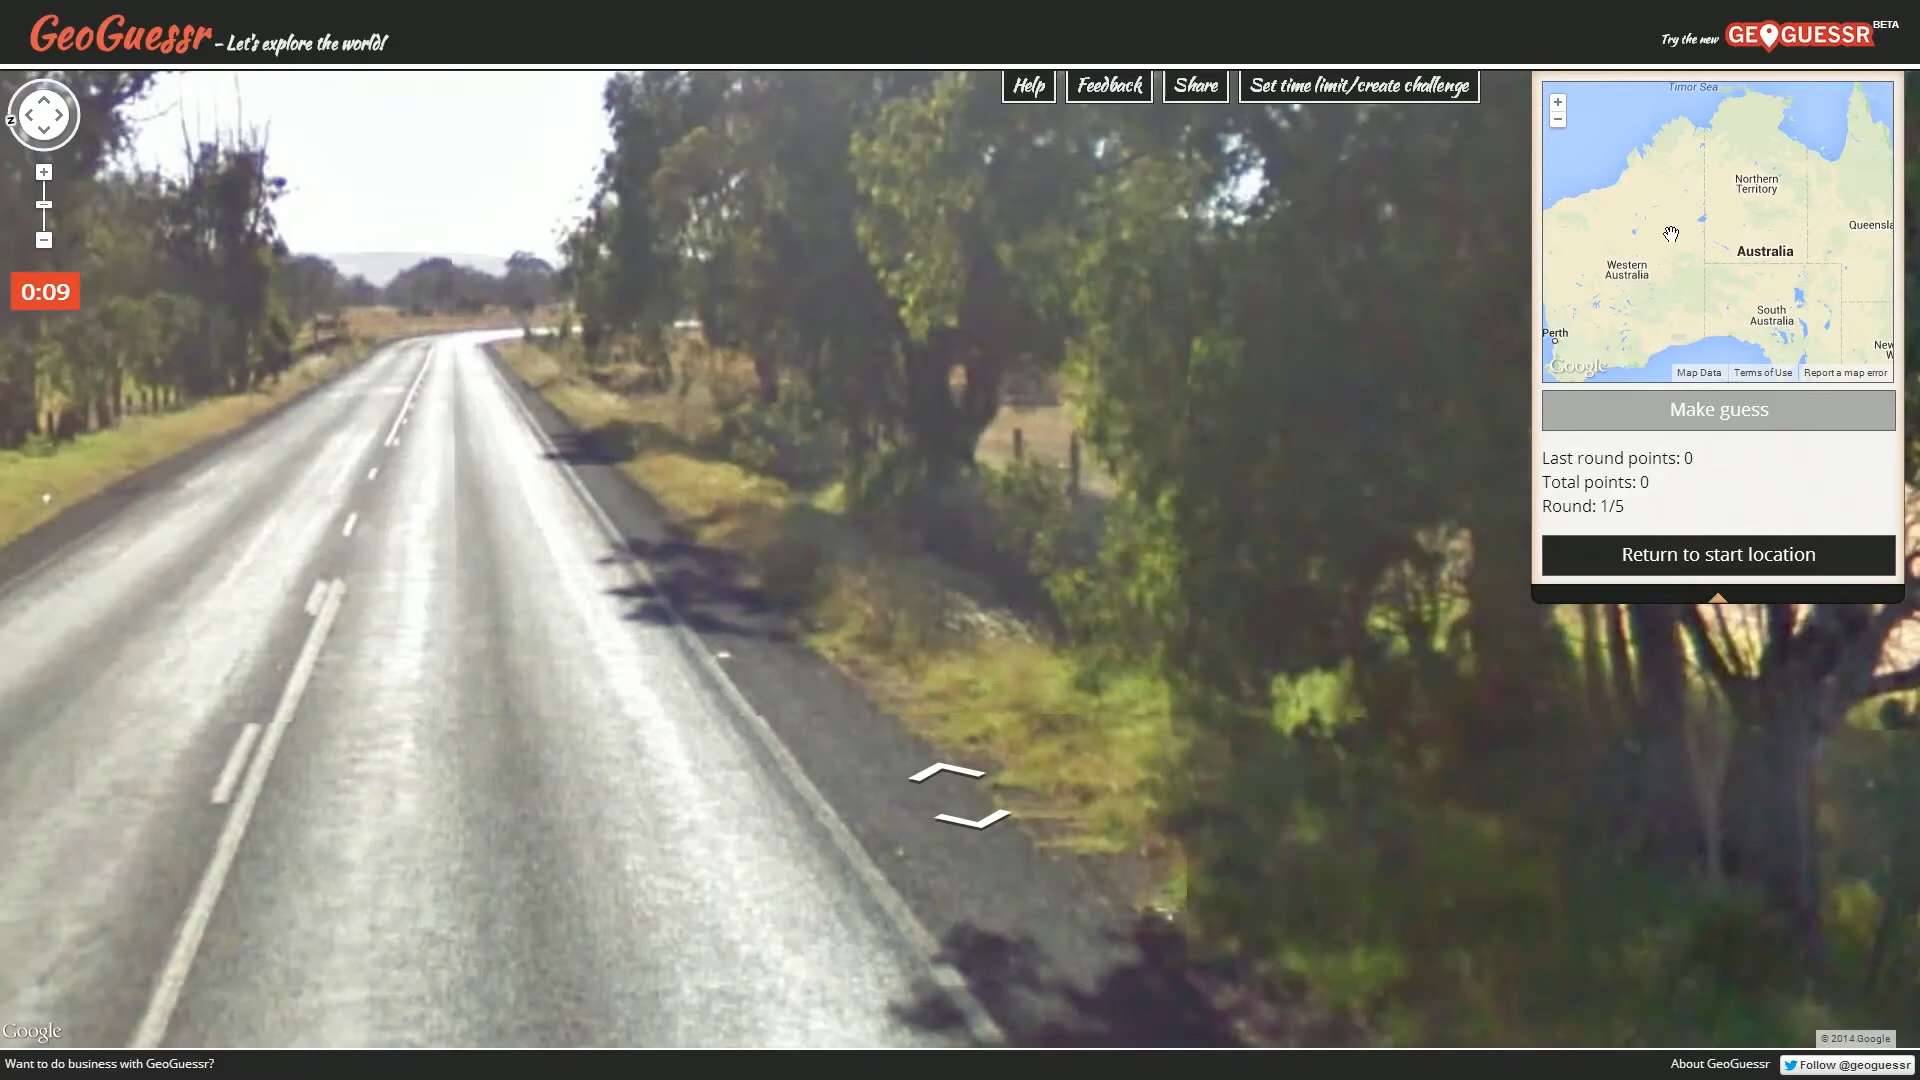 GeoGuessr - Let's explore the world!
Try the new GEOGUESSR BETA
Help
Feedback
Share
Set time limit/create challenge
N
0:09
Timor Sea
Northern
Territory
Queensla
Australia
Western
Australia
South
Australia
Perth
New
W
Google
Map Data
Terms of Use
Report a map error
Make guess
Last round points: 0
Total points: 0
Round: 1/5
Return to start location
Google
© 2014 Google
Want to do business with GeoGuessr?
About GeoGuessr
Follow @geoguessr